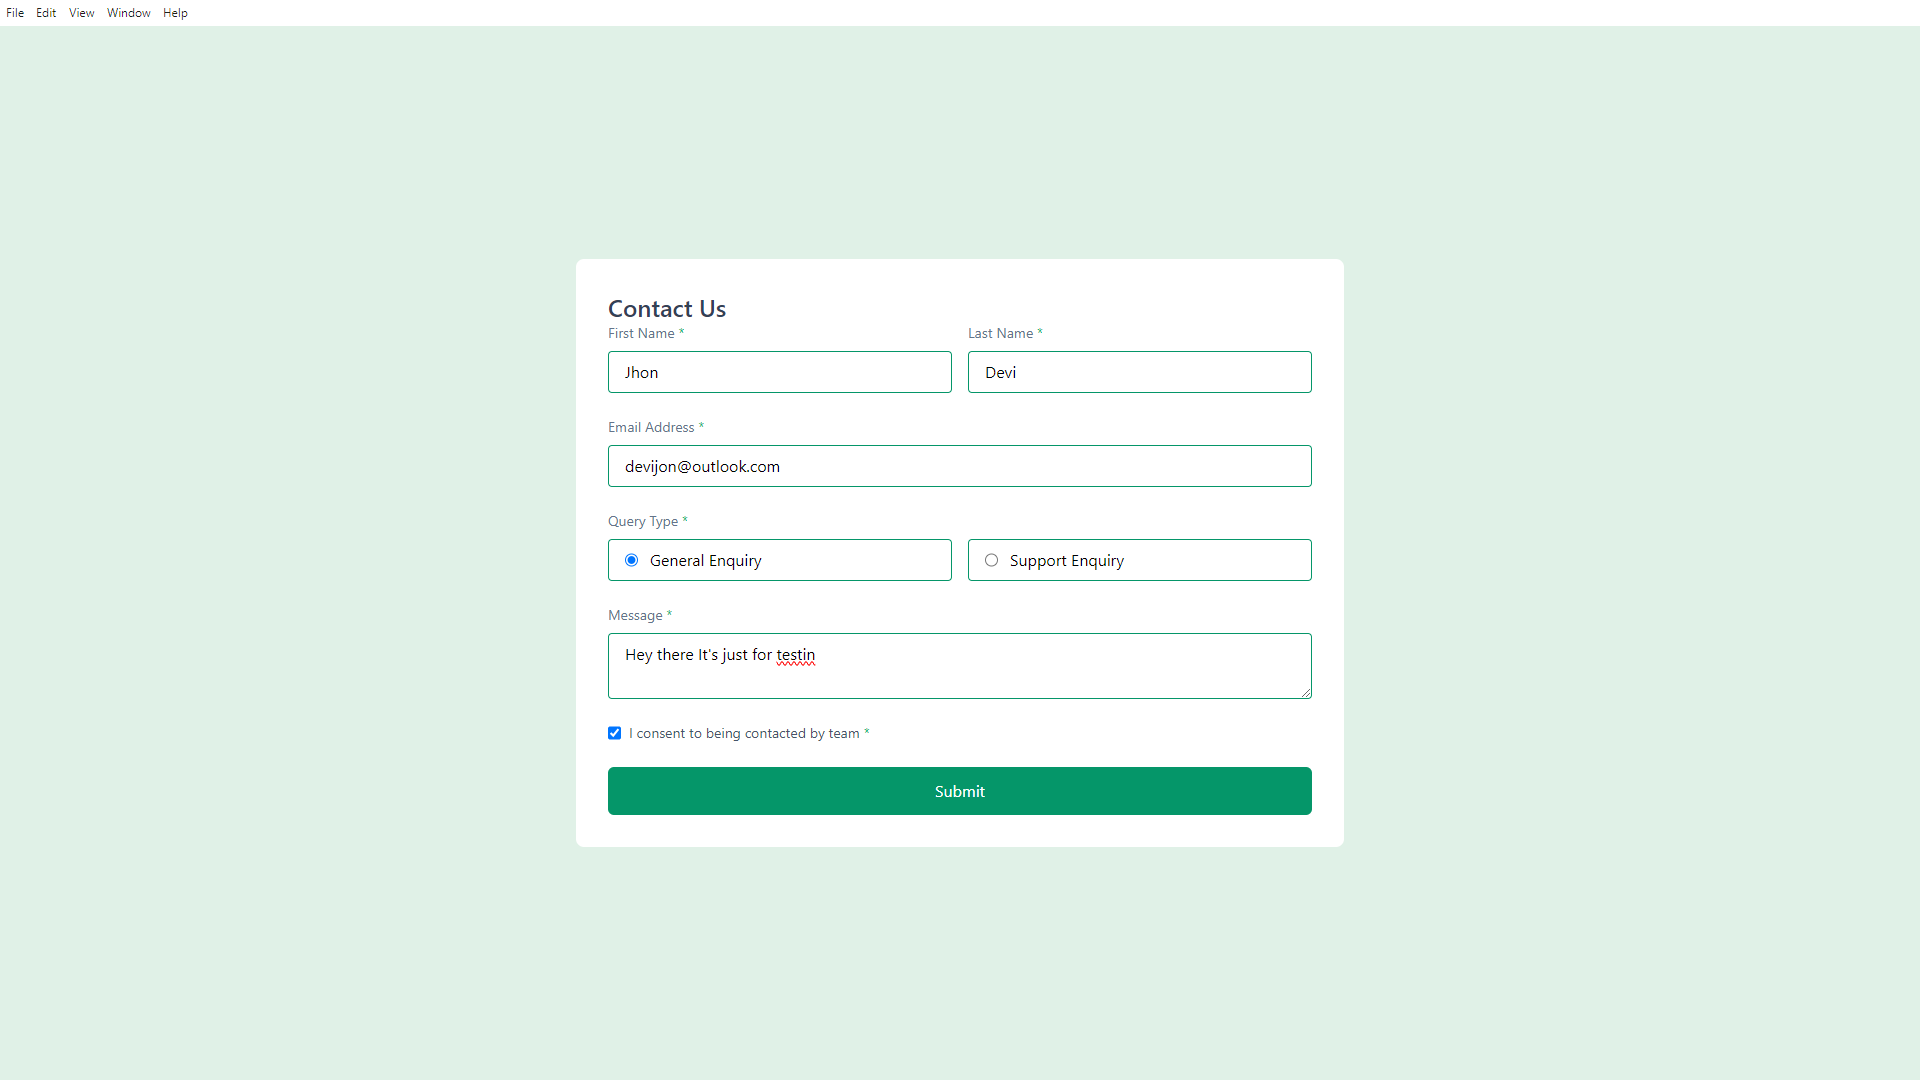 File Edit View Window Help
Contact Us
First Name * Last Name *
Jhon Devi
Email Address *
devijon@outlook.com
Query Type *
General Enquiry Support Enquiry
Message *
Hey there It's just for testin
I consent to being contacted by team *
Submit